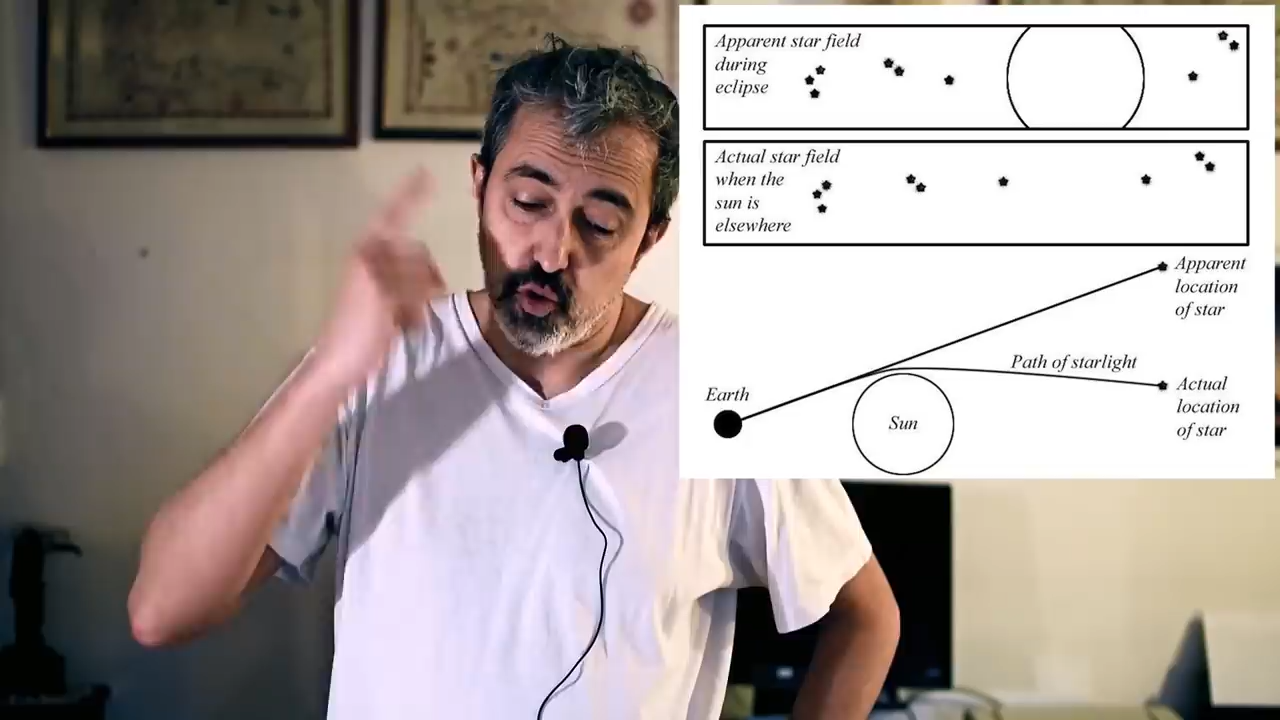 Apparent star field
during
eclipse
Actual star field
when the
sun is
elsewhere
Apparent
location
of star
Path of starlight
Earth
Actual
location
of star
Sun